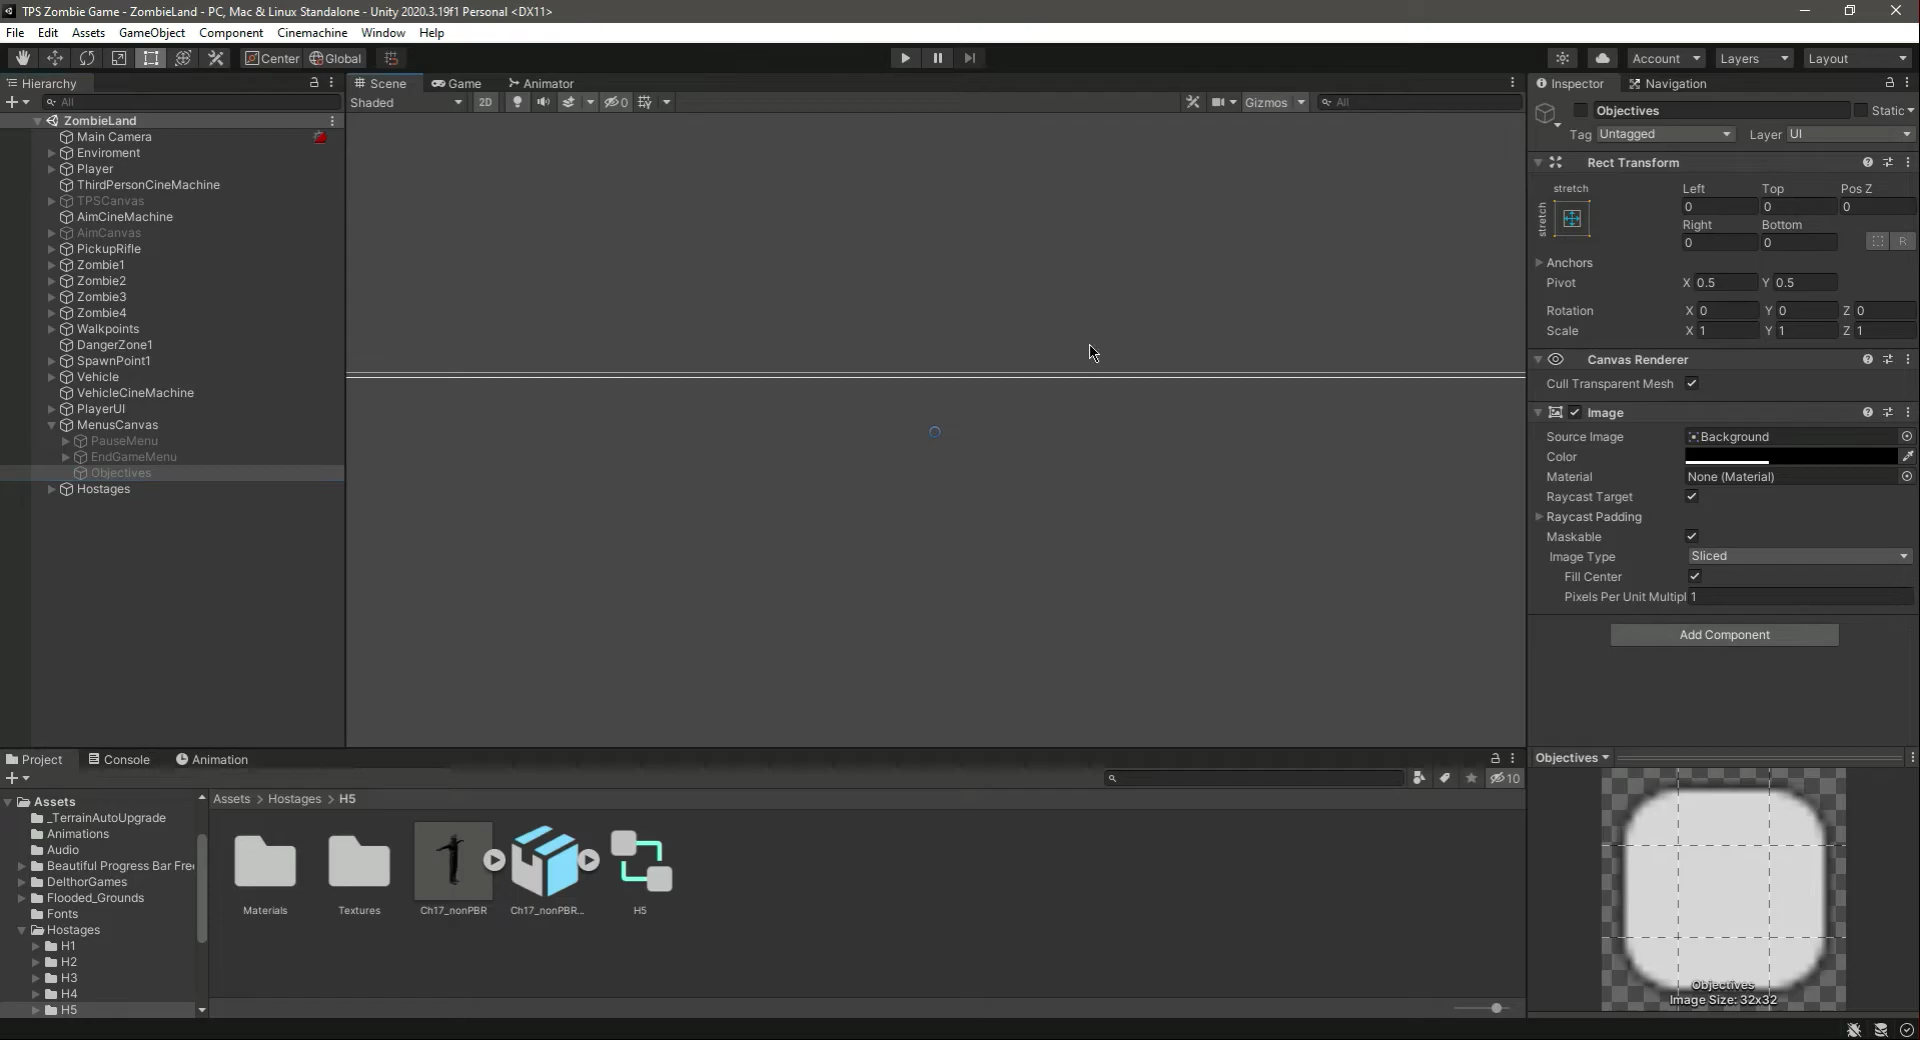 TPS Zombie Game - ZombieLand - PC, Mac & Linux Standalone - Unity 2020.3.19f1 Personal <DX11>
File Edit Assets GameObject Component Cinemachine Window Help
Center Global Account Layers Layout
Hierarchy
All
ZombieLand
Main Camera
Enviroment
Player
ThirdPersonCineMachine
TPSCanvas
AimCineMachine
AimCanvas
PickupRifle
Zombie1
Zombie2
Zombie3
Zombie4
Walkpoints
DangerZone1
SpawnPoint1
Vehicle
VehicleCineMachine
PlayerUI
MenusCanvas
PauseMenu
EndGameMenu
Objectives
Hostages
Scene Game Animator
Shaded 2D 0 Gizmos All
Inspector Navigation
Objectives Static
Tag Untagged Layer UI
Rect Transform
stretch Left Top Pos Z
stretch 0 0 0
Right Bottom
0 0 R
Anchors
Pivot X 0.5 Y 0.5
Rotation X 0 Y 0 Z 0
Scale X 1 Y 1 Z 1
Canvas Renderer
Cull Transparent Mesh
Image
Source Image Background
Color
Material None (Material)
Raycast Target
Raycast Padding
Maskable
Image Type Sliced
Fill Center
Pixels Per Unit Multipl 1
Add Component
Project Console Animation
10
Assets
_TerrainAutoUpgrade
Animations
Audio
Beautiful Progress Bar Free
DelthorGames
Flooded_Grounds
Fonts
Hostages
H1
H2
H3
H4
H5
Assets > Hostages > H5
Materials Textures Ch17_nonPBR Ch17_nonPBR... H5
Objectives
Objectives
Image Size: 32x32